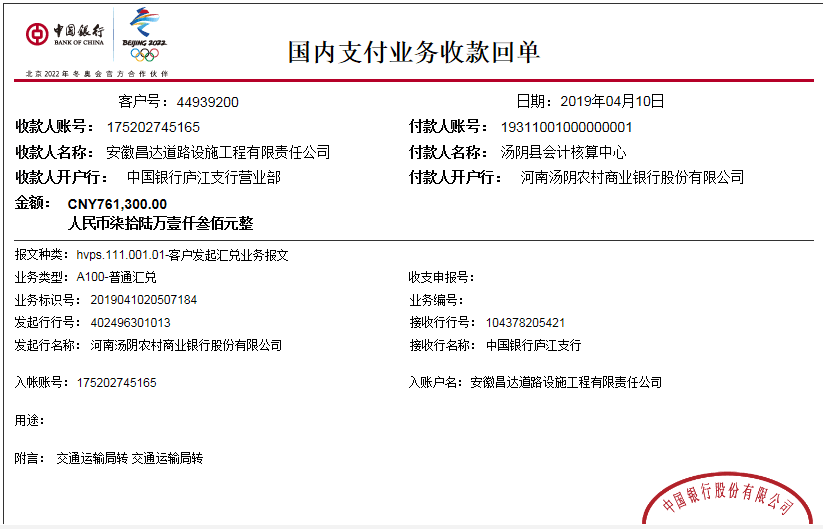 中国银行
BANK OF CHINA
BEIJING 2022
北京2022年冬奥会官方合作伙伴
国内支付业务收款回单
客户号：44939200 日期：2019年04月10日
收款人账号：175202745165 付款人账号：19311001000000001
收款人名称：安徽昌达道路设施工程有限责任公司 付款人名称：汤阴县会计核算中心
收款人开户行：中国银行庐江支行营业部 付款人开户行：河南汤阴农村商业银行股份有限公司
金额：CNY761,300.00
人民币柒拾陆万壹仟叁佰元整
报文种类：hvps.111.001.01-客户发起汇兑业务报文
业务类型：A100-普通汇兑 收支申报号：
业务标识号：2019041020507184 业务编号：
发起行行号：402496301013 接收行行号：104378205421
发起行名称：河南汤阴农村商业银行股份有限公司 接收行名称：中国银行庐江支行
入帐账号：175202745165 入账户名：安徽昌达道路设施工程有限责任公司
用途：
附言：交通运输局转 交通运输局转
中国银行股份有限公司